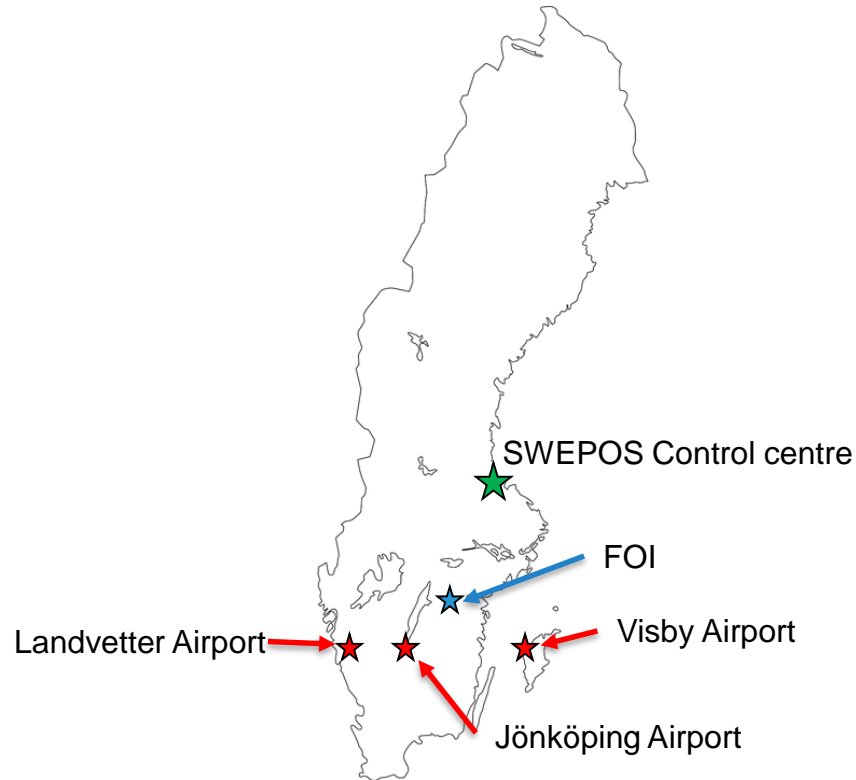 SWEPOS Control centre
FOI
Landvetter Airport
Visby Airport
Jönköping Airport